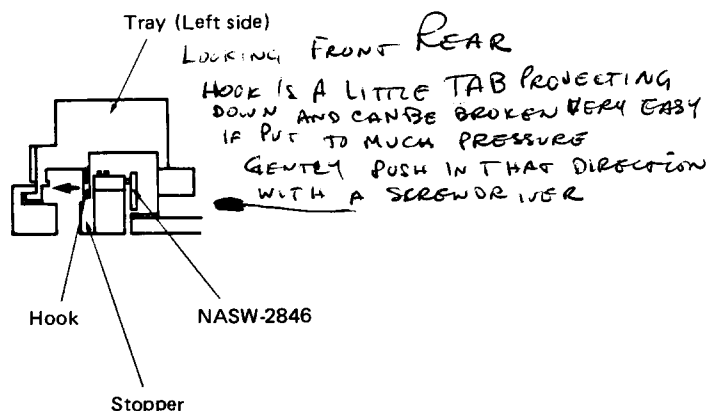 Tray (Left side)
LOOKING FRONT REAR
HOOK IS A LITTLE TAB PROJECTING
DOWN AND CANBE BROKEN VERY EASY
IF PUT TO MUCH PRESSURE
GENTLY PUSH IN THAT DIRECTION
WITH A SCREWDRIVER
Hook
NASW-2846
Stopper